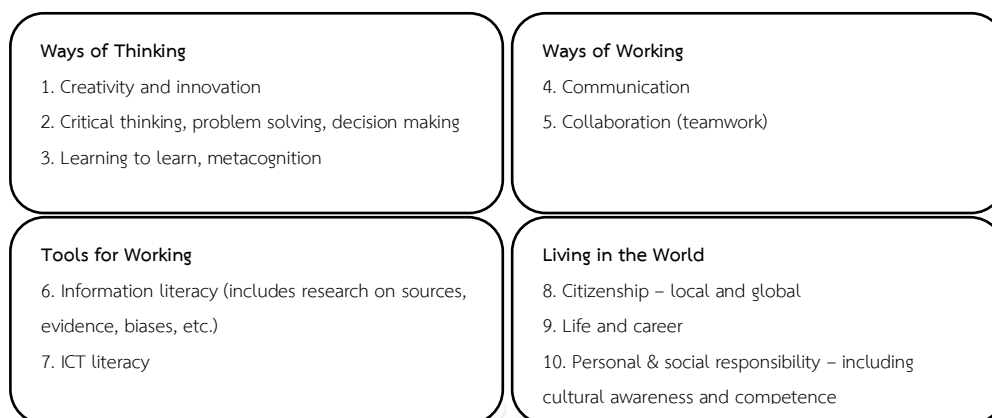 Ways of Thinking
1. Creativity and innovation
2. Critical thinking, problem solving, decision making
3. Learning to learn, metacognition
Ways of Working
4. Communication
5. Collaboration (teamwork)
Tools for Working
6. Information literacy (includes research on sources,
evidence, biases, etc.)
7. ICT literacy
Living in the World
8. Citizenship – local and global
9. Life and career
10. Personal & social responsibility – including
cultural awareness and competence